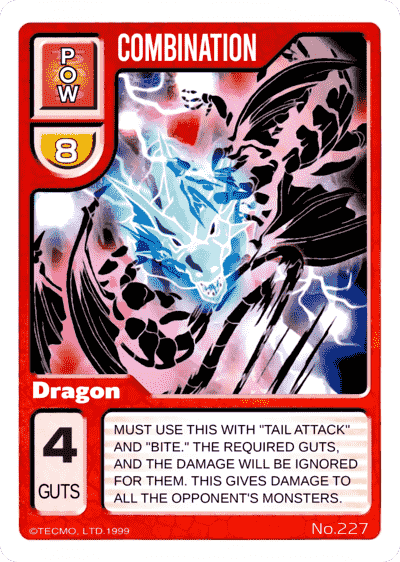 COMBINATION
POW
8
Dragon
4
GUTS
MUST USE THIS WITH "TAIL ATTACK"
AND "BITE." THE REQUIRED GUTS,
AND THE DAMAGE WILL BE IGNORED
FOR THEM. THIS GIVES DAMAGE TO
ALL THE OPPONENT'S MONSTERS.
©TECMO, LTD.1999
No.227